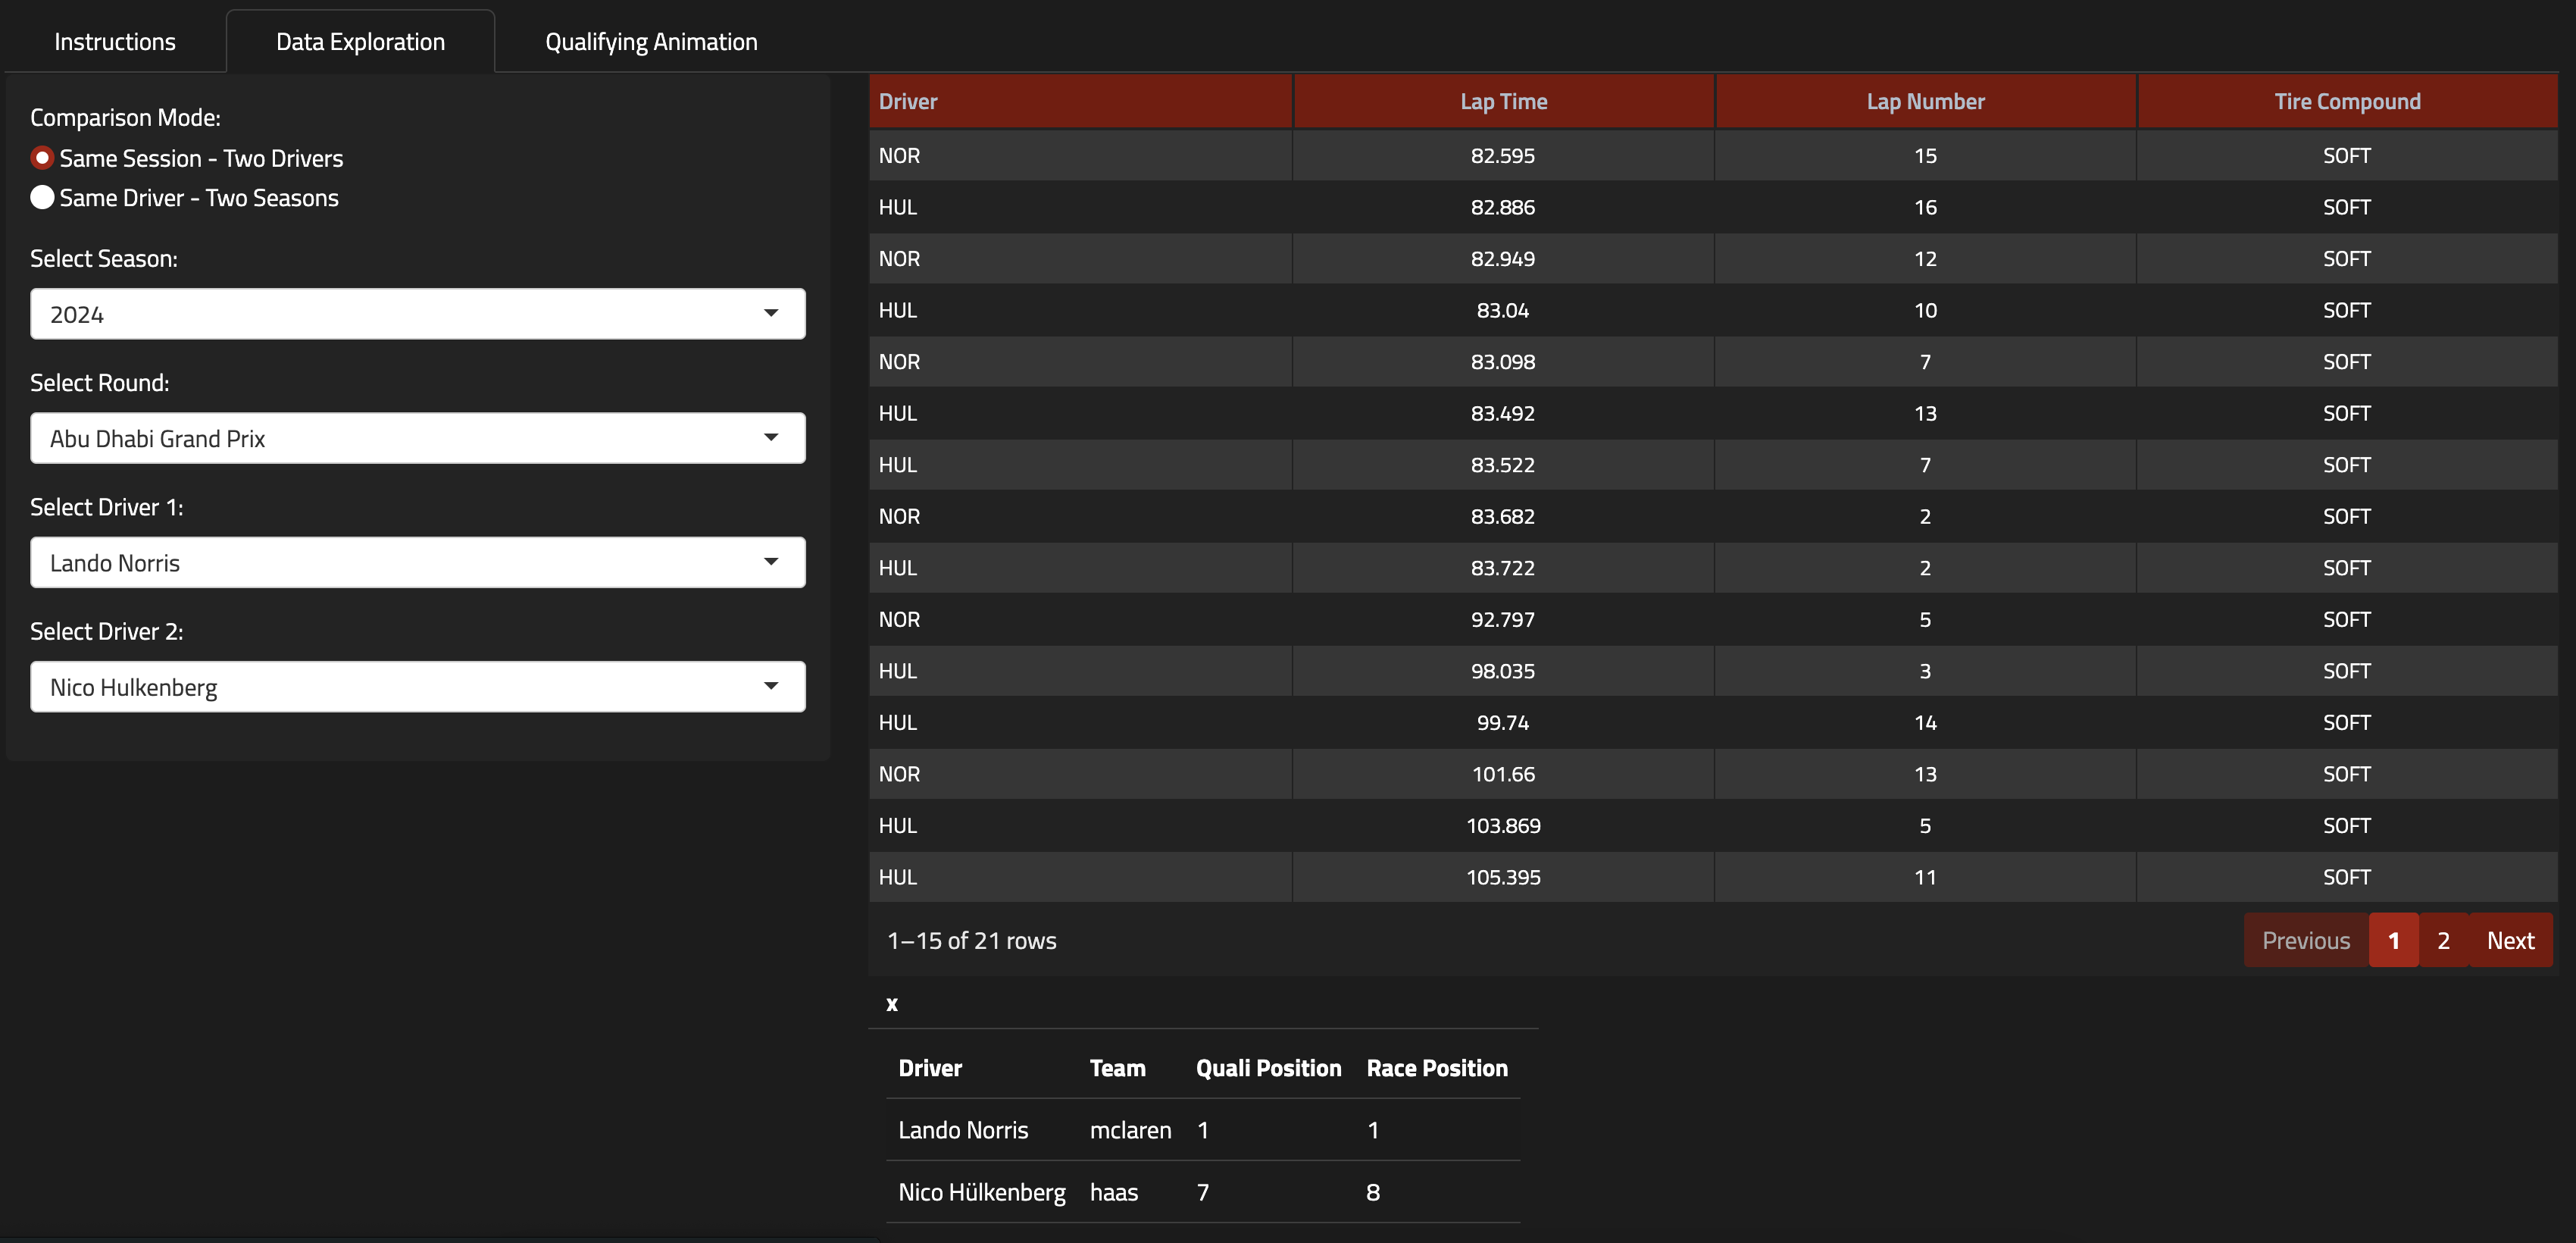 Instructions Data Exploration Qualifying Animation
Comparison Mode:
Same Session - Two Drivers
Same Driver - Two Seasons
Select Season:
2024
Select Round:
Abu Dhabi Grand Prix
Select Driver 1:
Lando Norris
Select Driver 2:
Nico Hulkenberg
Driver Lap Time Lap Number Tire Compound
NOR 82.595 15 SOFT
HUL 82.886 16 SOFT
NOR 82.949 12 SOFT
HUL 83.04 10 SOFT
NOR 83.098 7 SOFT
HUL 83.492 13 SOFT
HUL 83.522 7 SOFT
NOR 83.682 2 SOFT
HUL 83.722 2 SOFT
NOR 92.797 5 SOFT
HUL 98.035 3 SOFT
HUL 99.74 14 SOFT
NOR 101.66 13 SOFT
HUL 103.869 5 SOFT
HUL 105.395 11 SOFT
1–15 of 21 rows Previous 1 2 Next
x
Driver Team Quali Position Race Position
Lando Norris mclaren 1 1
Nico Hülkenberg haas 7 8